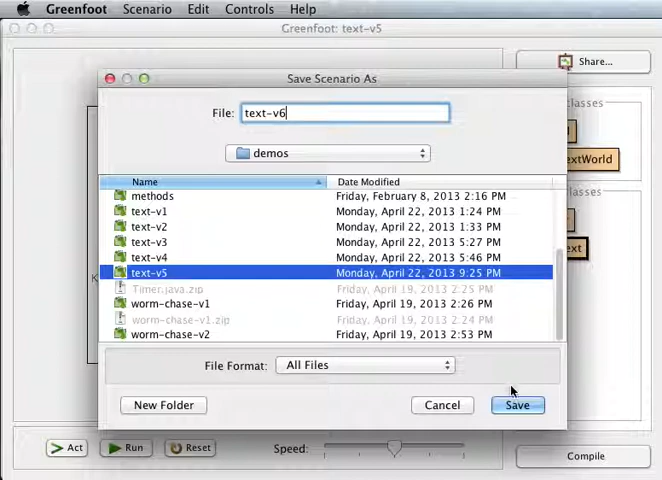 Greenfoot Scenario Edit Controls Help
Greenfoot: text-v5
Share...
Save Scenario As
File: text-v6
lasses
demos
extWorld
Name Date Modified
methods Friday, February 8, 2013 2:16 PM
lasses
text-v1 Monday, April 22, 2013 1:24 PM
text-v2 Monday, April 22, 2013 1:33 PM
text-v3 Monday, April 22, 2013 5:27 PM
text-v4 Monday, April 22, 2013 5:46 PM
ext
text-v5 Monday, April 22, 2013 9:25 PM
K
Timer.java.zip Friday, April 19, 2013 2:25 PM
worm-chase-v1 Friday, April 19, 2013 2:26 PM
worm-chase-v1.zip Friday, April 19, 2013 2:24 PM
worm-chase-v2 Friday, April 19, 2013 2:53 PM
File Format: All Files
New Folder Cancel Save
Act Run Reset Speed: Compile